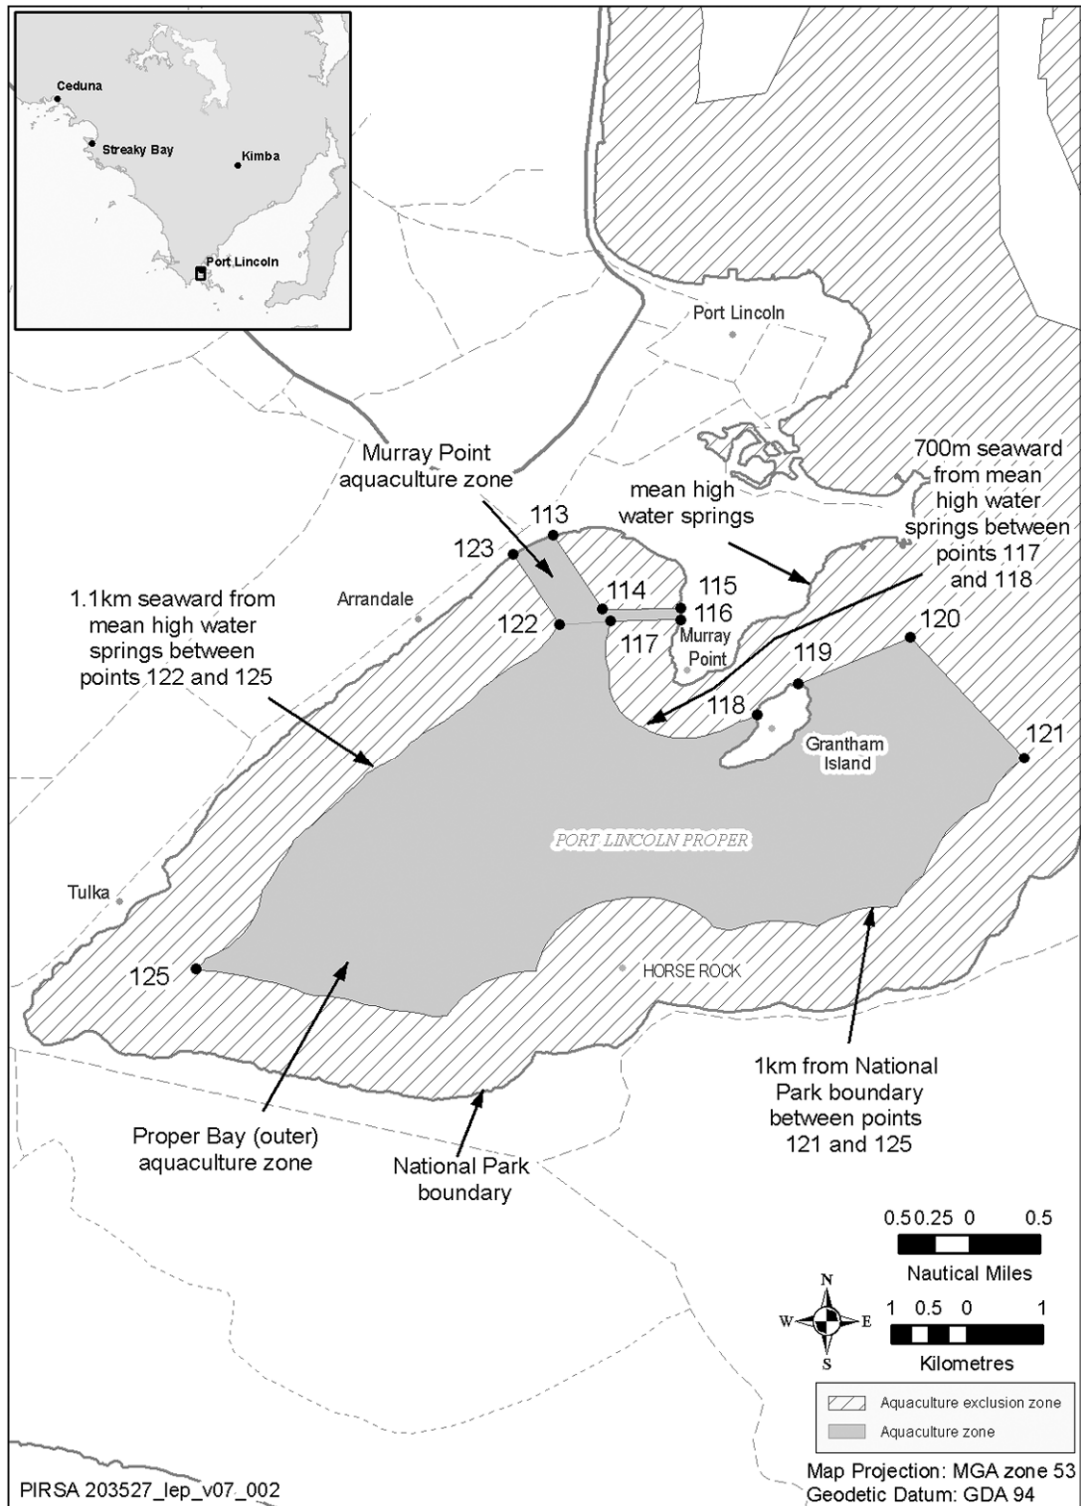 Ceduna
Streaky Bay
Kimba
Port Lincoln
Port Lincoln
Murray Point
aquaculture zone
mean high
water springs
700m seaward
from mean
high water
springs between
points 117
and 118
113
123
114
115
116
122
117
Murray
Point
Arrandale
1.1km seaward from
mean high water
springs between
points 122 and 125
120
119
118
121
Grantham
Island
PORT LINCOLN PROPER
Tulka
125
HORSE ROCK
1km from National
Park boundary
between points
121 and 125
Proper Bay (outer)
aquaculture zone
National Park
boundary
0.5 0.25 0 0.5
Nautical Miles
N
W E
S
1 0.5 0 1
Kilometres
Aquaculture exclusion zone
Aquaculture zone
PIRSA 203527_lep_v07_002
Map Projection: MGA zone 53
Geodetic Datum: GDA 94